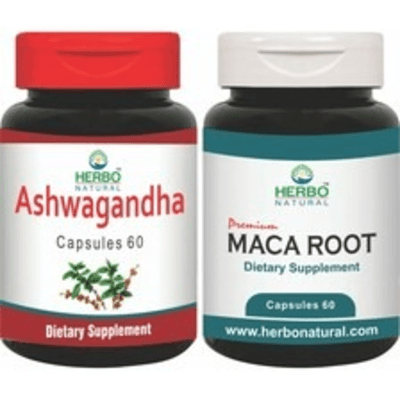 HERBO
NATURAL
Ashwagandha
Capsules 60
Dietary Supplement
HERBO
NATURAL
Premium
MACA ROOT
Dietary Supplement
Capsules 60
www.herbonatural.com